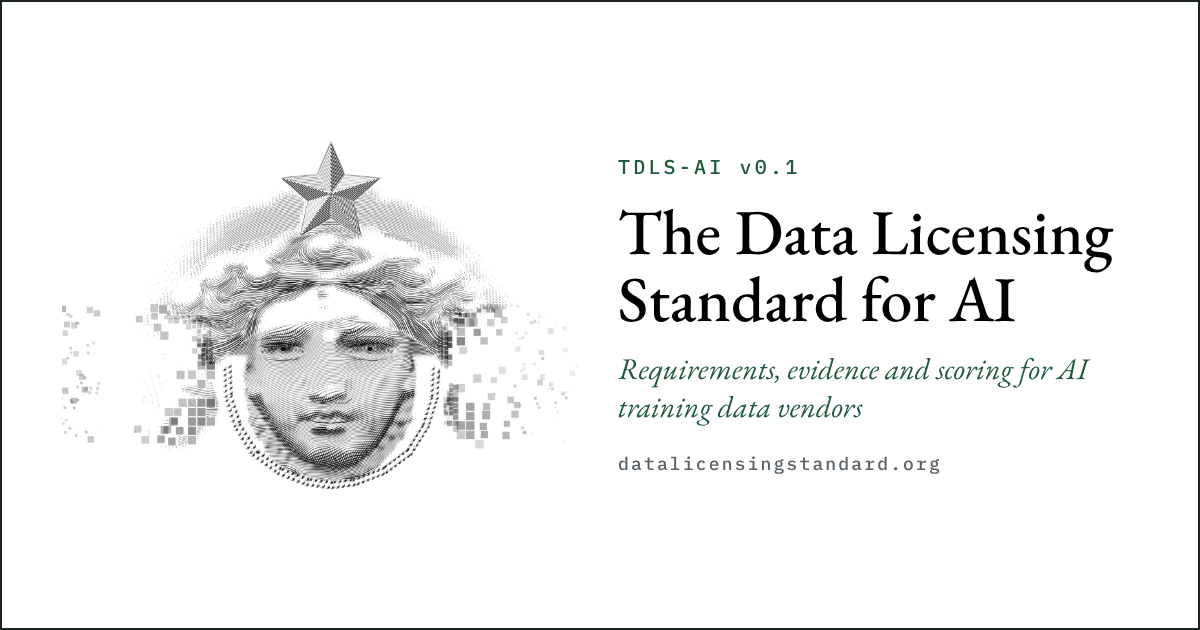 TDLS-AI v0.1
The Data Licensing
Standard for AI
Requirements, evidence and scoring for AI
training data vendors
datalicensingstandard.org